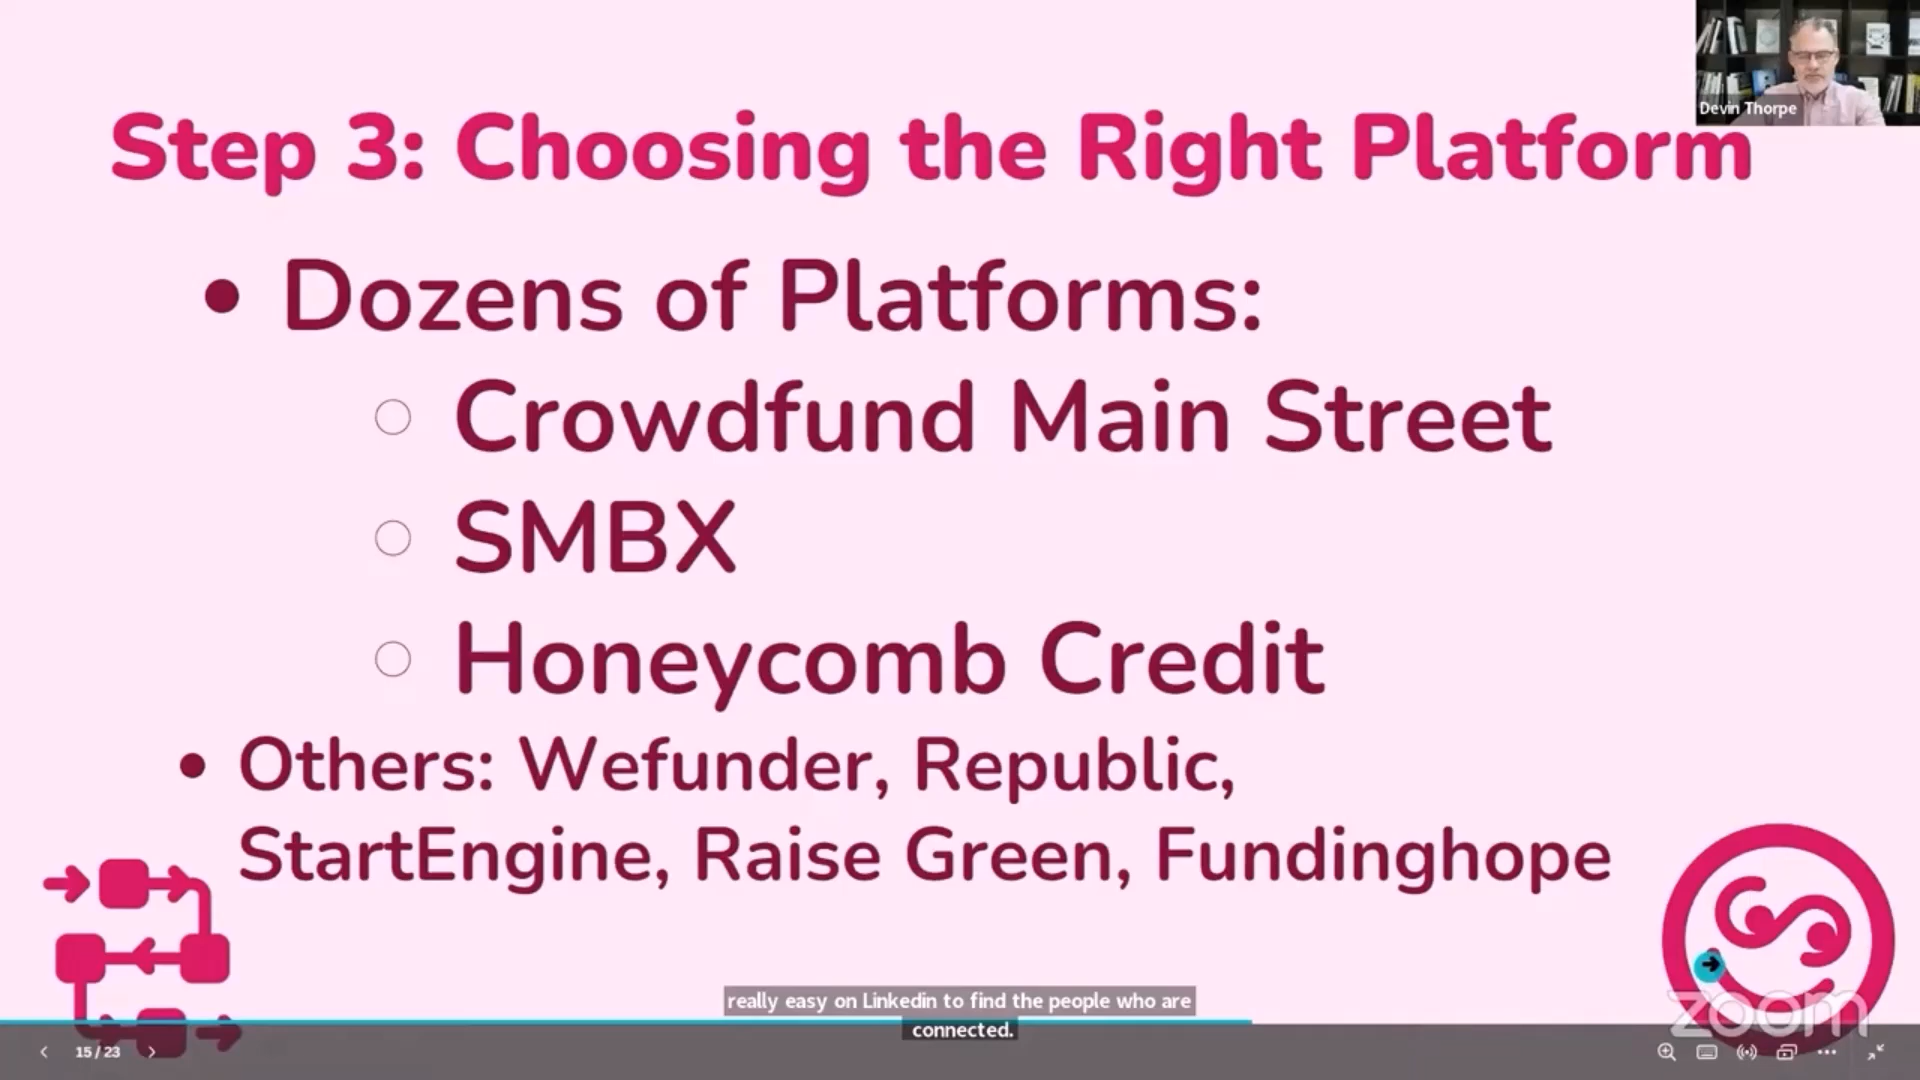 Devin Thorpe
Step 3: Choosing the Right Platform
Dozens of Platforms:
Crowdfund Main Street
SMBX
Honeycomb Credit
Others: Wefunder, Republic,
StartEngine, Raise Green, Fundinghope
really easy on Linkedin to find the people who are
connected.
zoom
15/23